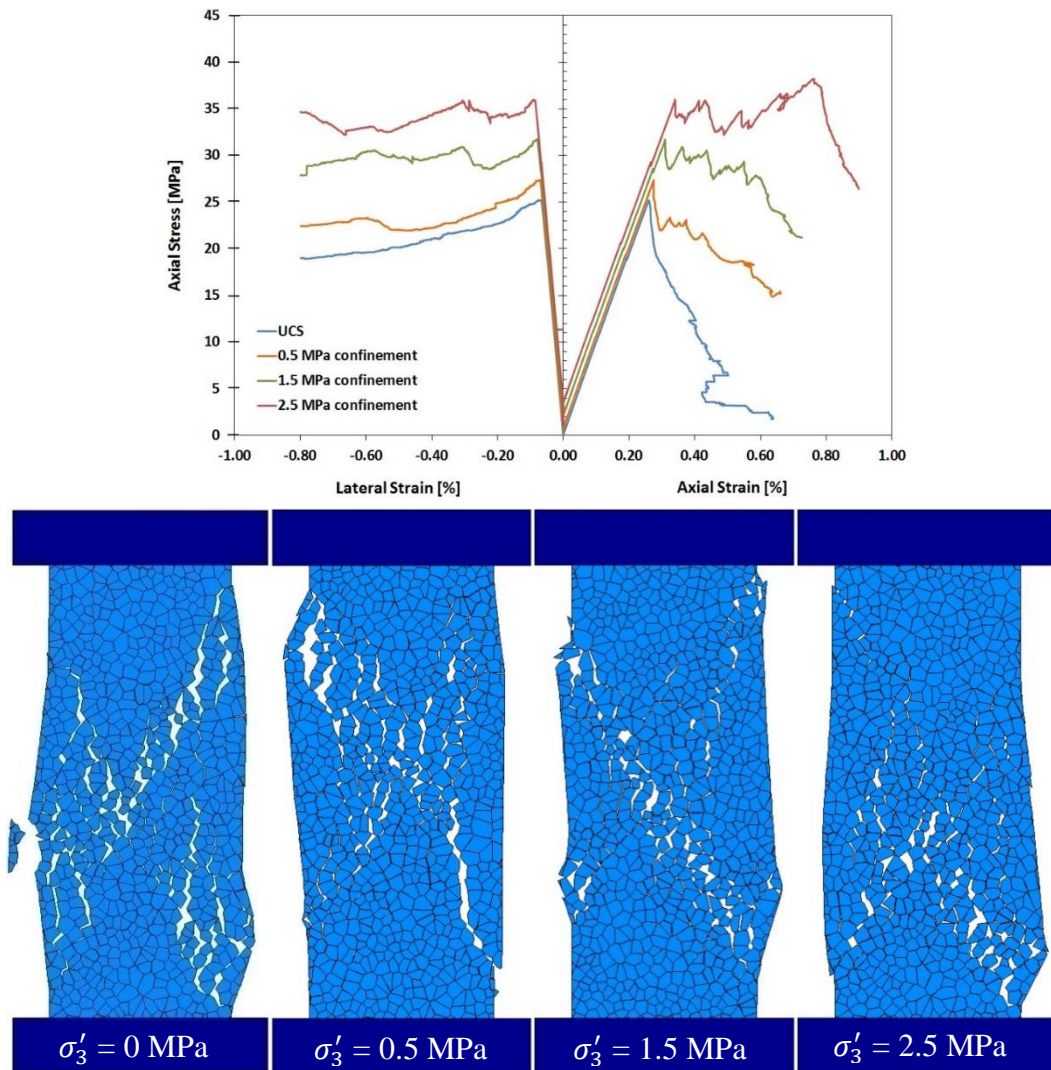 45
40
35
30
25
20
15
10
5
0
Axial Stress [MPa]
UCS
0.5 MPa confinement
1.5 MPa confinement
2.5 MPa confinement
-1.00 -0.80 -0.60 -0.40 -0.20 0.00 0.20 0.40 0.60 0.80 1.00
Lateral Strain [%] Axial Strain [%]
σ′₃ = 0 MPa σ′₃ = 0.5 MPa σ′₃ = 1.5 MPa σ′₃ = 2.5 MPa